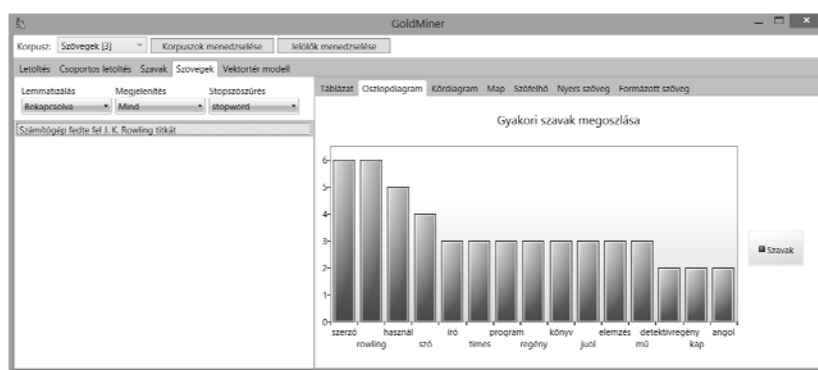 GoldMiner
Korpusz: Szövegek [3] Korpuszok menedzselése Jelölők menedzselése
Letöltés Csoportos letöltés Szavak Szövegek Vektortér modell
Lemmatizálás Megjelenítés Stopszószűrés
Bekapcsolva Mind stopword
Számítógép fedte fel J. K. Rowling titkát
Táblázat Oszlopdiagram Kördiagram Map Szófelhő Nyers szöveg Formázott szöveg
Gyakori szavak megoszlása
6
5
4
3
2
1
0
szerző használ író program könyv elemzés detektívregény angol
rowling szó times regény juol mű kap
Szavak